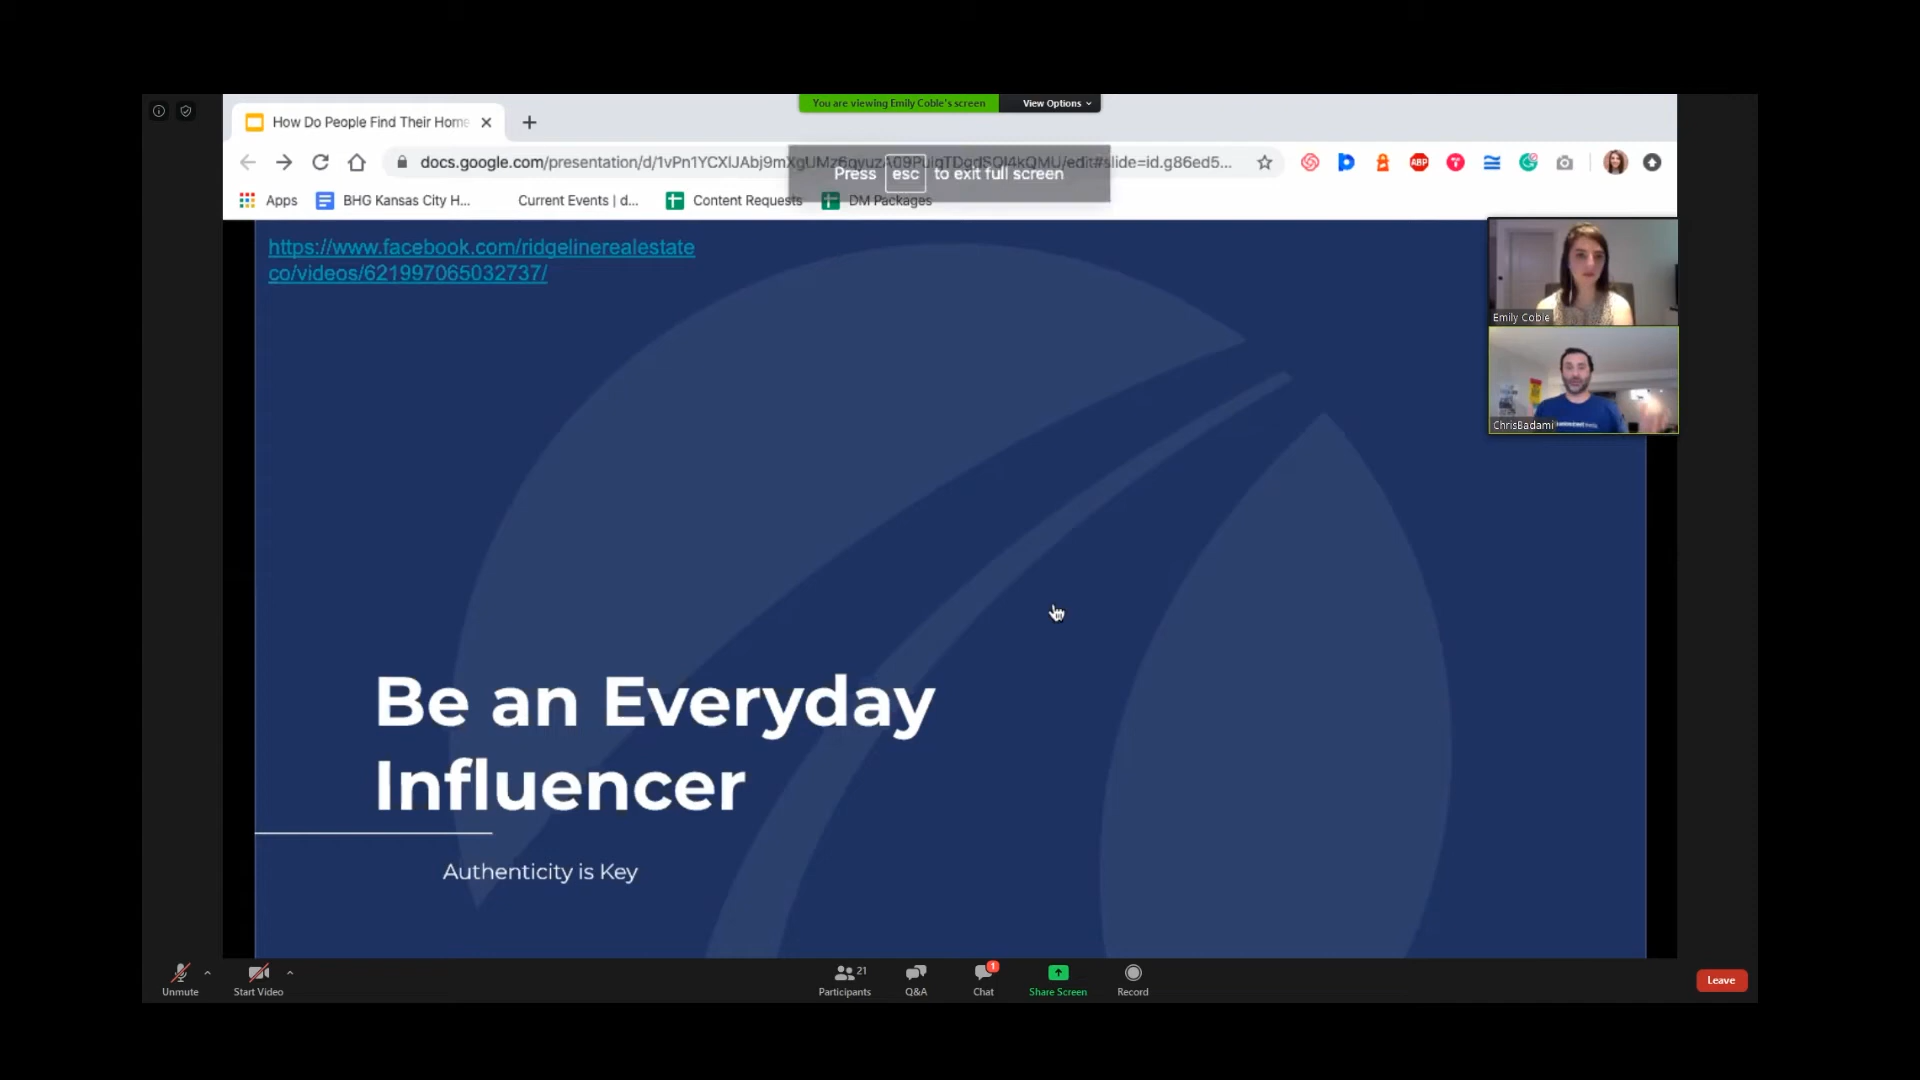 You are viewing Emily Coble's screen
View Options
How Do People Find Their Home
Press esc to exit full screen
Apps
BHG Kansas City H...
Current Events | d...
Content Requests
DM Packages
https://www.facebook.com/ridgelinerealestate
co/videos/621997065032737/
Emily Coble
ChrisBadami
Be an Everyday
Influencer
Authenticity is Key
Unmute
Start Video
21
Participants
Q&A
1
Chat
Share Screen
Record
Leave
ABP